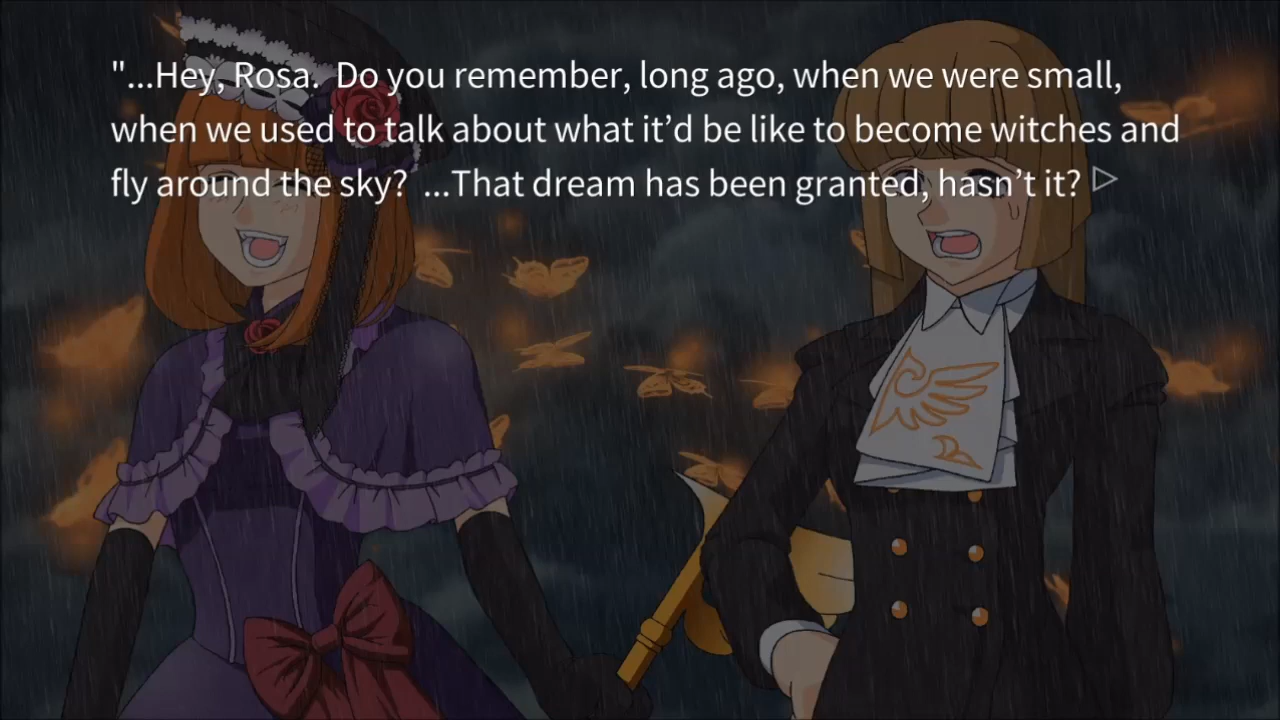 "...Hey, Rosa.  Do you remember, long ago, when we were small,
when we used to talk about what it’d be like to become witches and
fly around the sky?  ...That dream has been granted, hasn’t it?